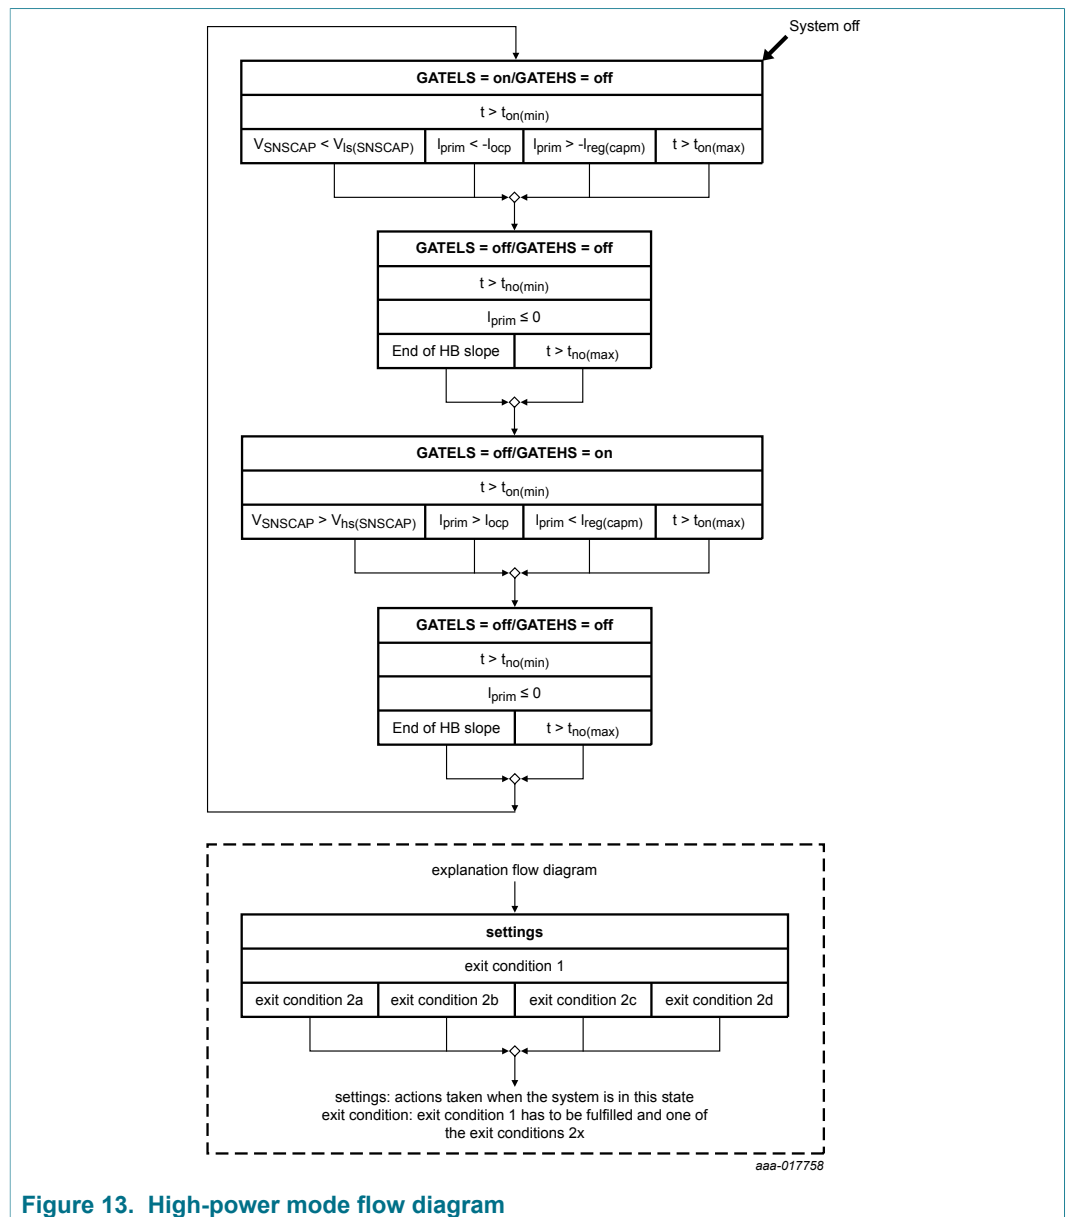 System off
GATELS = on/GATEHS = off
t > ton(min)
VSNSCAP < Vls(SNSCAP) Iprim < -Iocp Iprim > -Ireg(capm) t > ton(max)
GATELS = off/GATEHS = off
t > tno(min)
Iprim ≤ 0
End of HB slope t > tno(max)
GATELS = off/GATEHS = on
t > ton(min)
VSNSCAP > Vhs(SNSCAP) Iprim > Iocp Iprim < Ireg(capm) t > ton(max)
GATELS = off/GATEHS = off
t > tno(min)
Iprim ≤ 0
End of HB slope t > tno(max)
explanation flow diagram
settings
exit condition 1
exit condition 2a exit condition 2b exit condition 2c exit condition 2d
settings: actions taken when the system is in this state
exit condition: exit condition 1 has to be fulfilled and one of
the exit conditions 2x
aaa-017758
Figure 13. High-power mode flow diagram